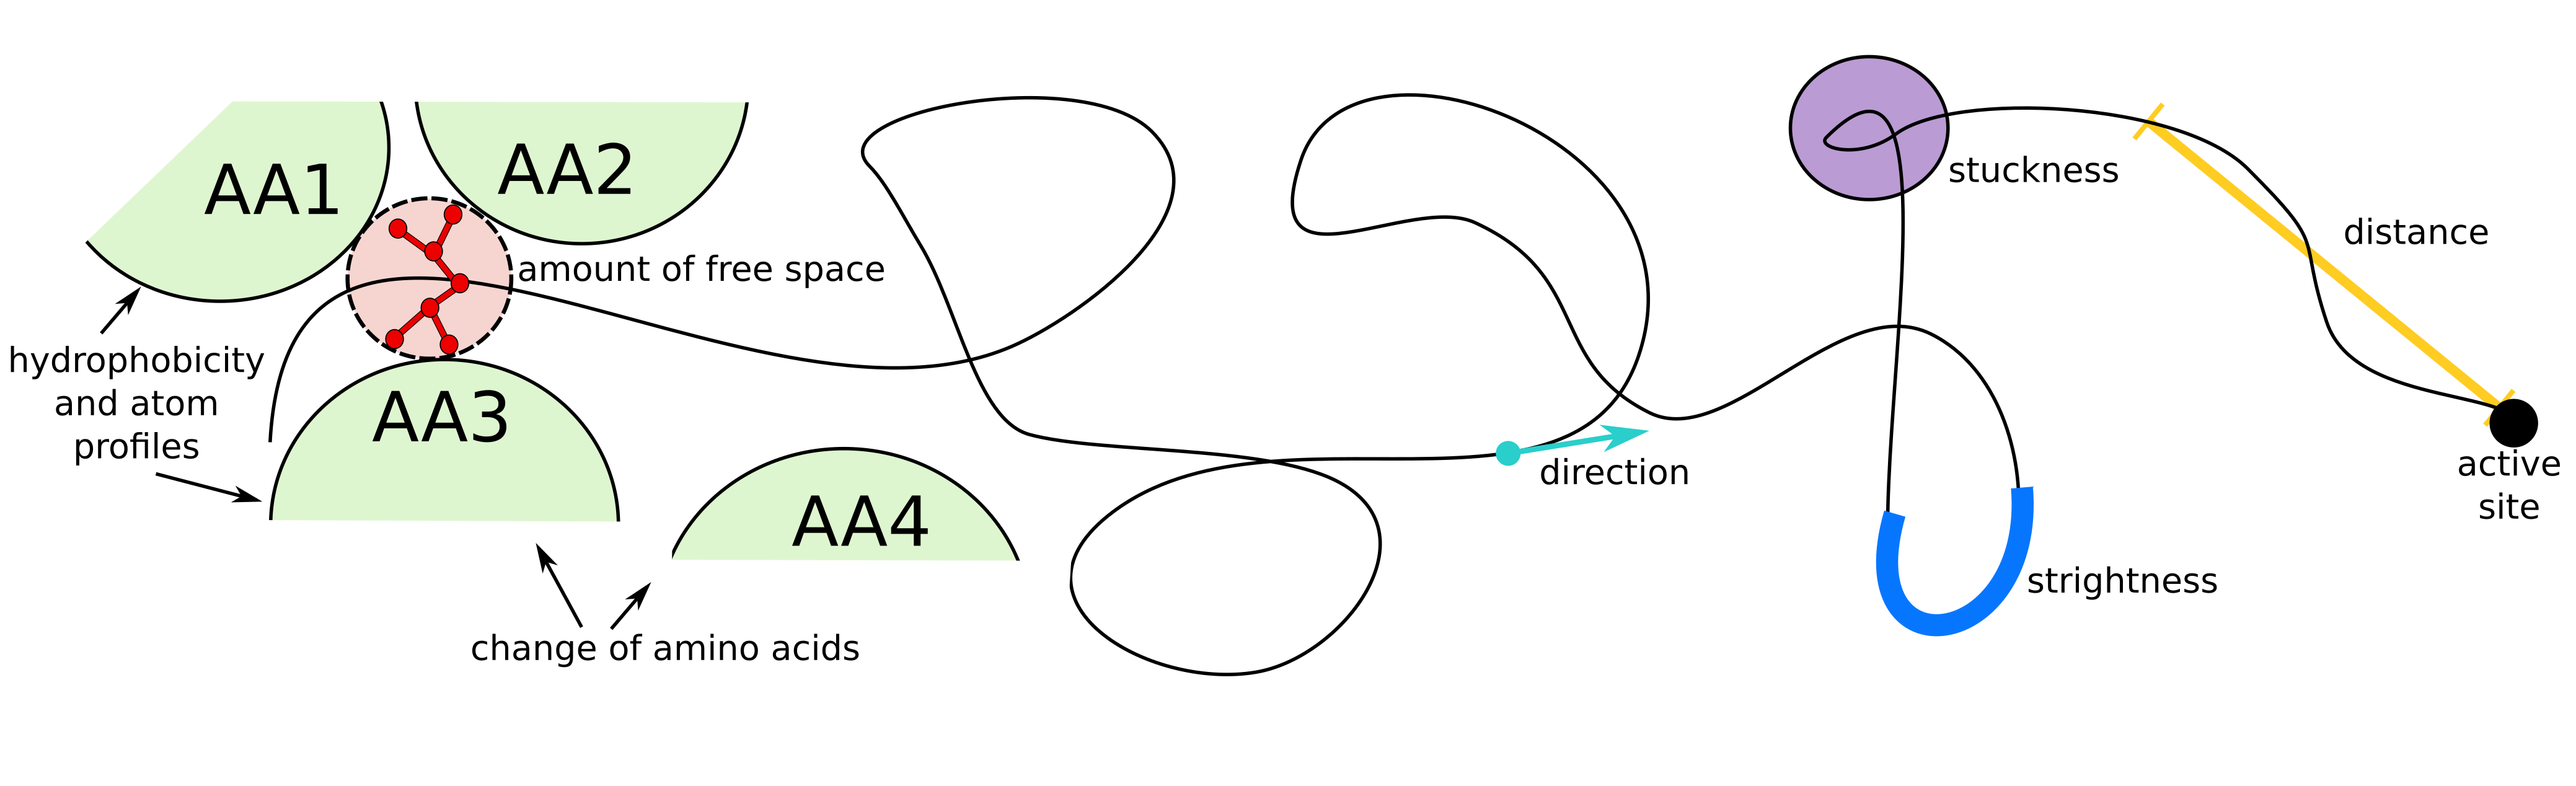 AA1
AA2
amount of free space
hydrophobicity
and atom
profiles
AA3
AA4
change of amino acids
direction
stuckness
distance
strightness
active
site